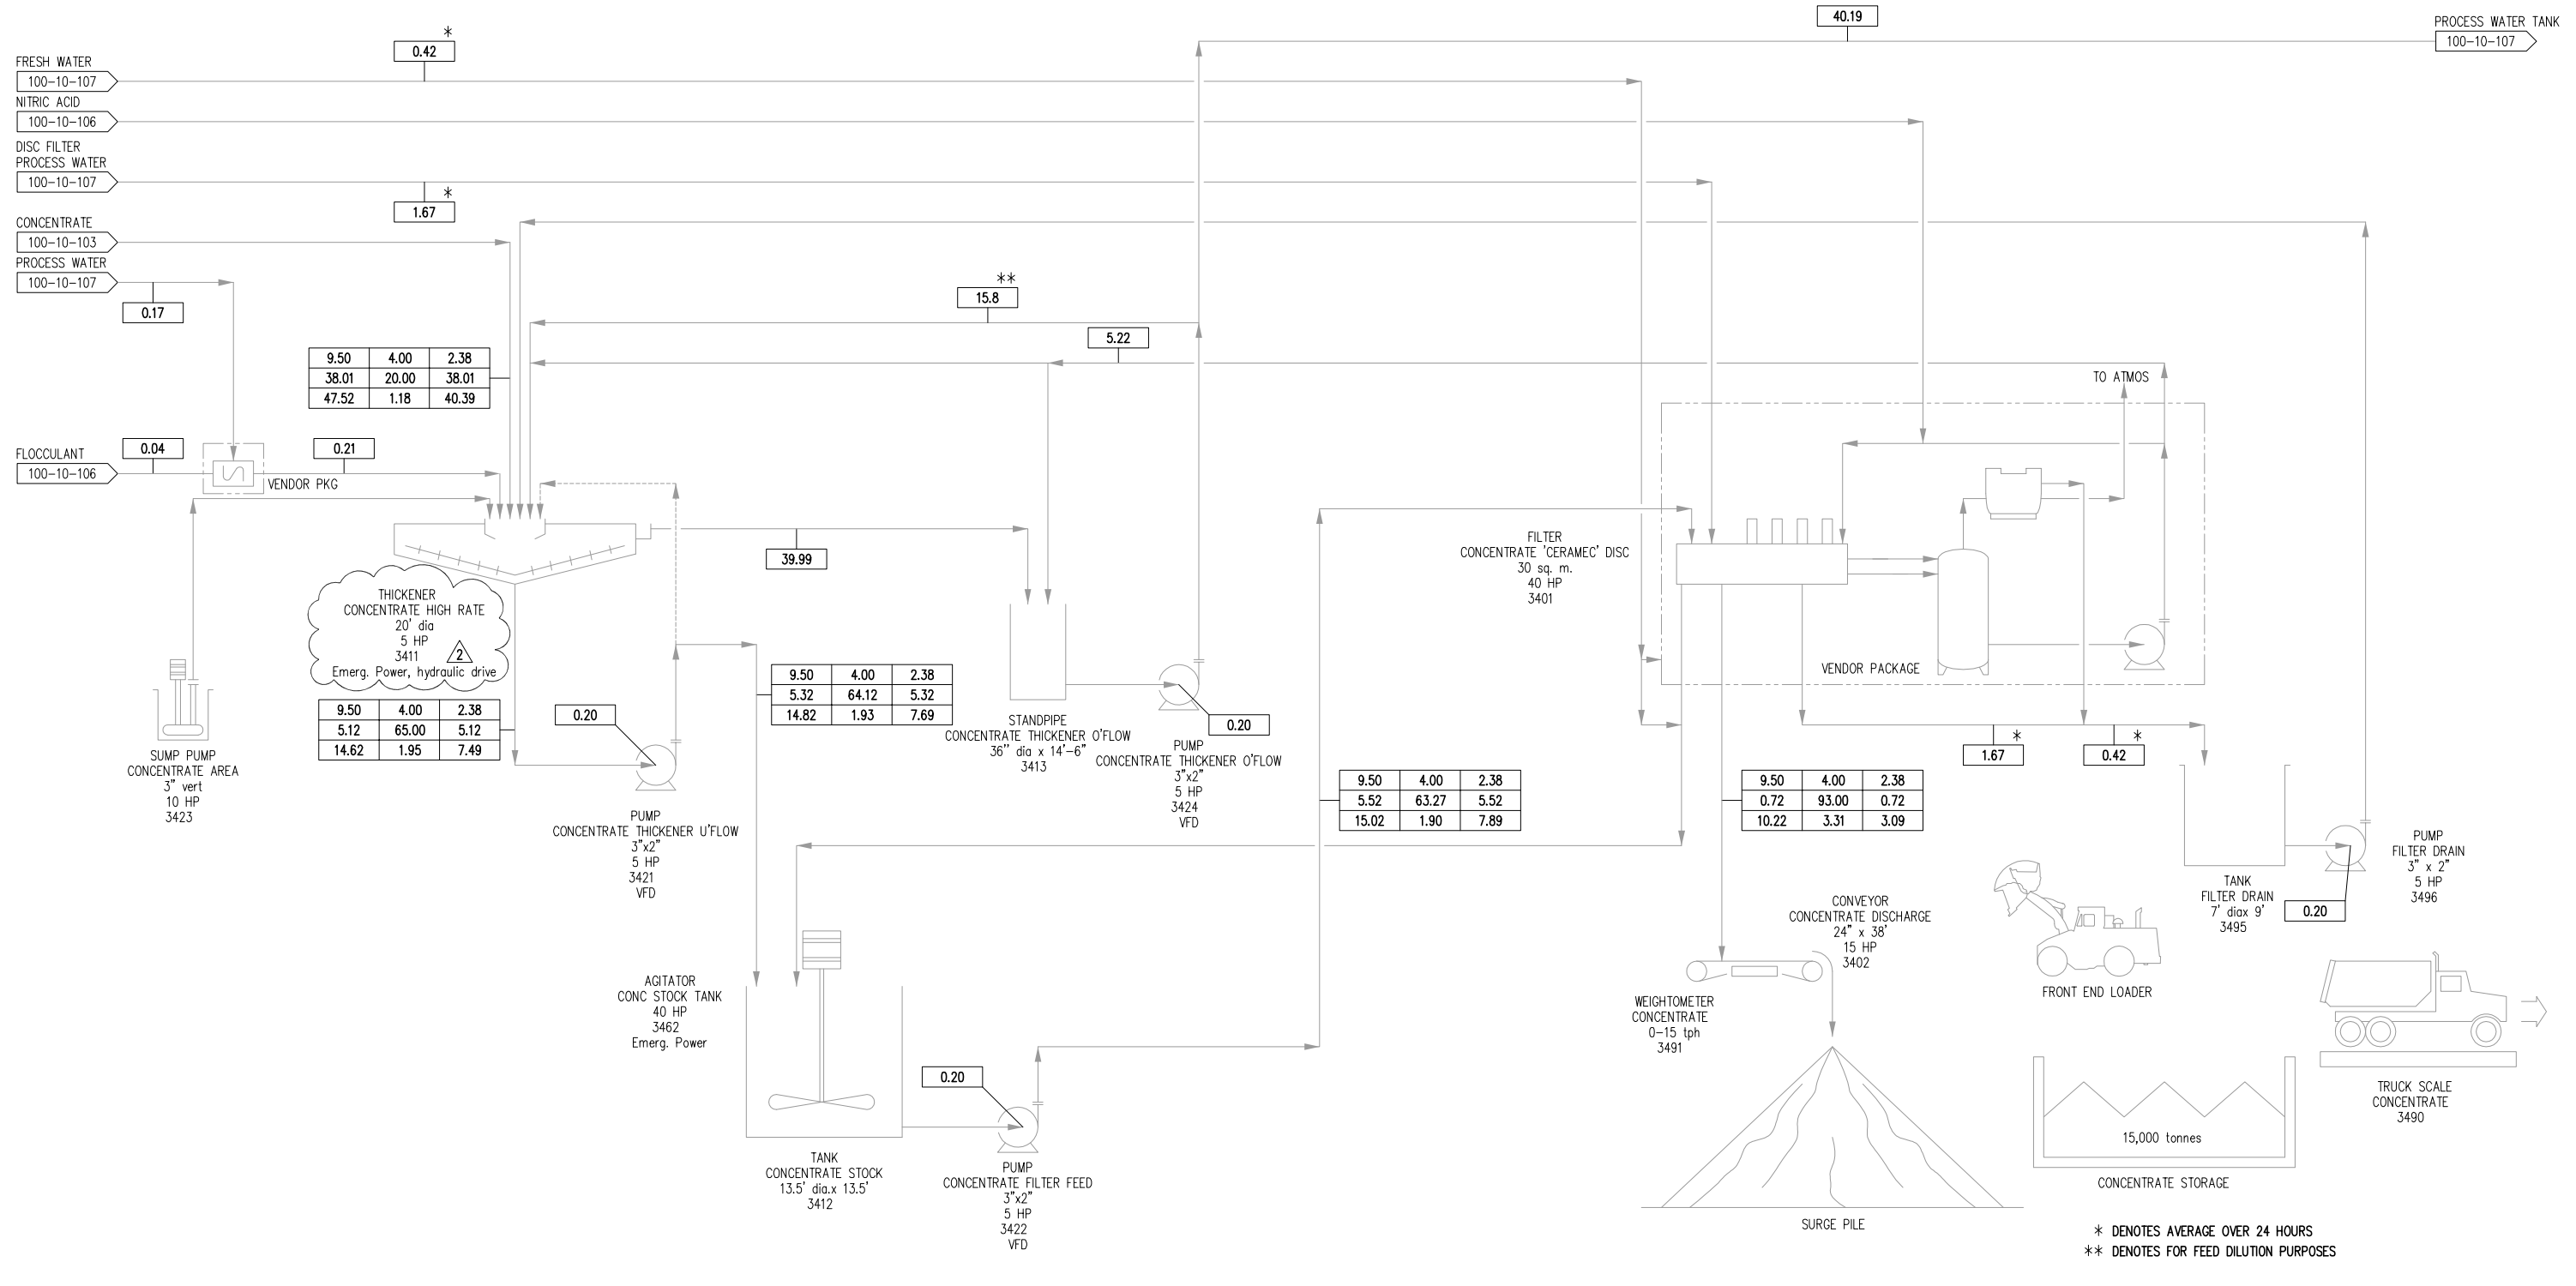 40.19
PROCESS WATER TANK
100-10-107
*
0.42
FRESH WATER
100-10-107
NITRIC ACID
100-10-106
DISC FILTER
PROCESS WATER
100-10-107
*
1.67
CONCENTRATE
100-10-103
PROCESS WATER
100-10-107
0.17
**
15.8
5.22
9.50 4.00 2.38
38.01 20.00 38.01
47.52 1.18 40.39
TO ATMOS
FLOCCULANT
100-10-106
0.04
0.21
VENDOR PKG
39.99
FILTER
CONCENTRATE 'CERAMEC' DISC
30 sq. m.
40 HP
3401
THICKENER
CONCENTRATE HIGH RATE
20' dia
5 HP
3411
2
Emerg. Power, hydraulic drive
VENDOR PACKAGE
9.50 4.00 2.38
5.12 65.00 5.12
14.62 1.95 7.49
0.20
9.50 4.00 2.38
5.32 64.12 5.32
14.82 1.93 7.69
STANDPIPE
CONCENTRATE THICKENER O'FLOW
36" dia x 14'-6"
3413
0.20
PUMP
CONCENTRATE THICKENER O'FLOW
3"x2"
5 HP
3424
VFD
SUMP PUMP
CONCENTRATE AREA
3" vert
10 HP
3423
PUMP
CONCENTRATE THICKENER U'FLOW
3"x2"
5 HP
3421
VFD
9.50 4.00 2.38
5.52 63.27 5.52
15.02 1.90 7.89
9.50 4.00 2.38
0.72 93.00 0.72
10.22 3.31 3.09
*
1.67
*
0.42
PUMP
FILTER DRAIN
3" x 2"
5 HP
3496
TANK
FILTER DRAIN
7' diax 9'
3495
0.20
CONVEYOR
CONCENTRATE DISCHARGE
24" x 38'
15 HP
3402
AGITATOR
CONC STOCK TANK
40 HP
3462
Emerg. Power
WEIGHTOMETER
CONCENTRATE
0-15 tph
3491
FRONT END LOADER
0.20
TRUCK SCALE
CONCENTRATE
3490
15,000 tonnes
CONCENTRATE STORAGE
TANK
CONCENTRATE STOCK
13.5' dia.x 13.5'
3412
PUMP
CONCENTRATE FILTER FEED
3"x2"
5 HP
3422
VFD
SURGE PILE
* DENOTES AVERAGE OVER 24 HOURS
** DENOTES FOR FEED DILUTION PURPOSES